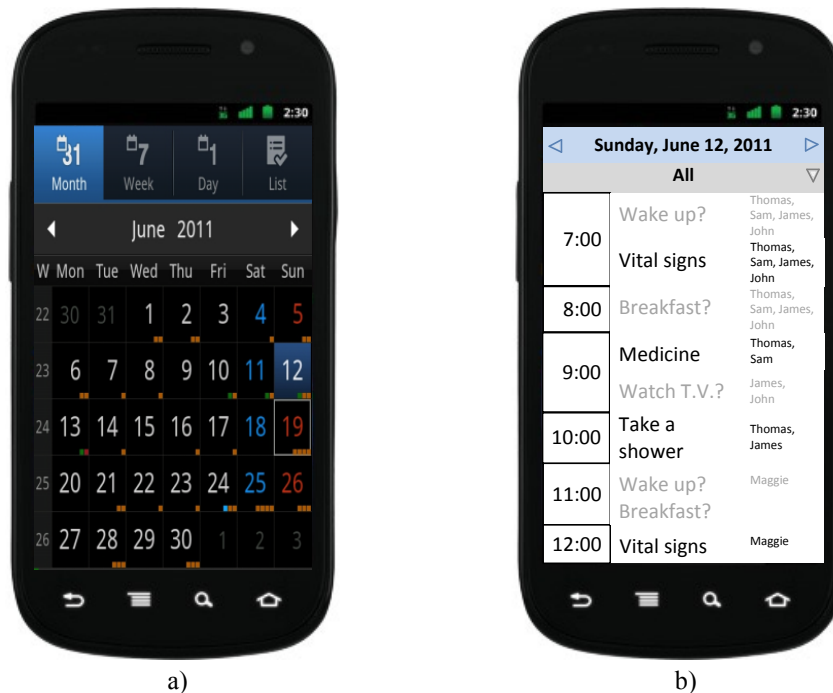 2:30
31 7 1
Month Week Day List
June 2011
W Mon Tue Wed Thu Fri Sat Sun
22 30 31 1 2 3 4 5
23 6 7 8 9 10 11 12
24 13 14 15 16 17 18 19
25 20 21 22 23 24 25 26
26 27 28 29 30 1 2 3
a)
2:30
Sunday, June 12, 2011
All
7:00
Wake up?
Thomas,
Sam, James,
John
Vital signs
Thomas,
Sam, James,
John
8:00
Breakfast?
Thomas,
Sam, James,
John
9:00
Medicine
Thomas,
Sam
Watch T.V.?
James,
John
10:00
Take a
shower
Thomas,
James
11:00
Wake up?
Breakfast?
Maggie
12:00
Vital signs
Maggie
b)